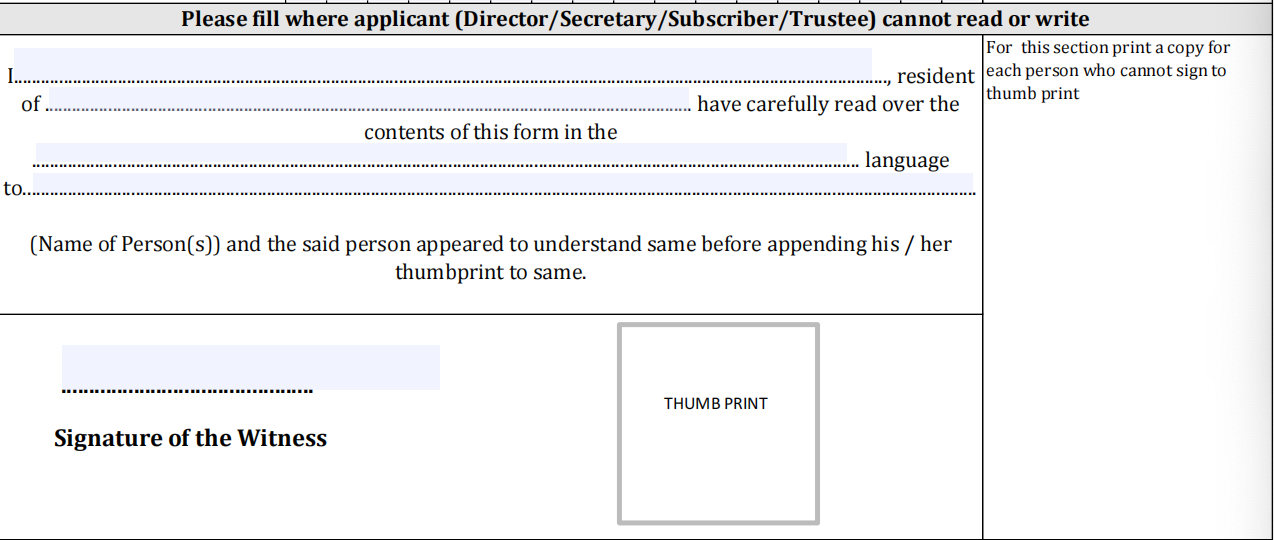 Please fill where applicant (Director/Secretary/Subscriber/Trustee) cannot read or write
I................................................................................................................................................, resident
of ............................................................................................................. have carefully read over the
contents of this form in the
............................................................................................................................................ language
to................................................................................................................................................................
(Name of Person(s)) and the said person appeared to understand same before appending his / her
thumbprint to same.
For this section print a copy for
each person who cannot sign to
thumb print
...........................................
Signature of the Witness
THUMB PRINT